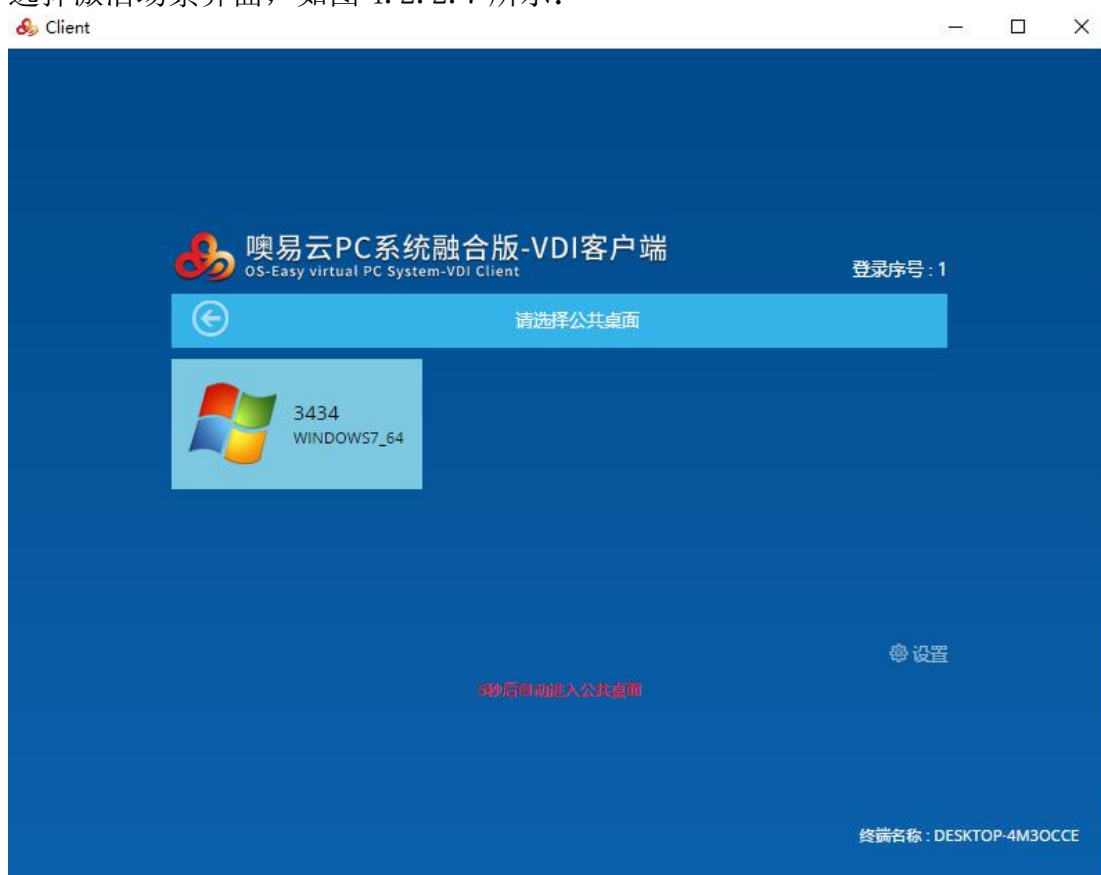 Client
噢易云PC系统融合版-VDI客户端
OS-Easy virtual PC System-VDI Client
登录序号 : 1
请选择公共桌面
3434
WINDOWS7_64
设置
5秒后自动进入公共桌面
终端名称 : DESKTOP-4M3OCCE